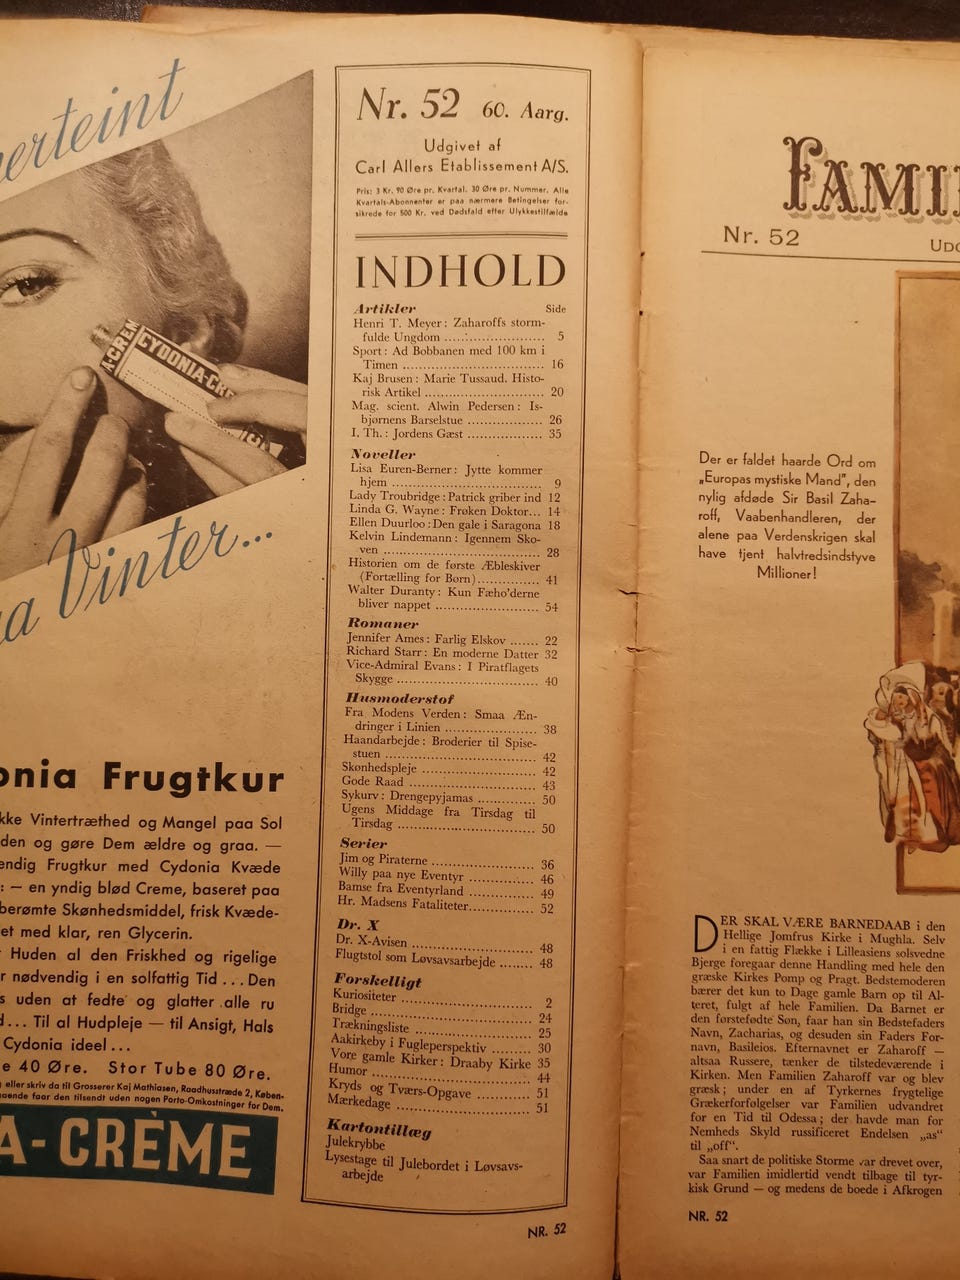 Vinter...
CYDONIA-CRE
A-CREM
Frugtkur
Vintertræthed og Mangel paa Sol
den og gøre Dem ældre og graa. —
Frugtkur med Cydonia Kvæde
: — en yndig blød Creme, baseret paa
Skønhedsmiddel, frisk Kvæde-
et med klar, ren Glycerin.
Huden al den Friskhed og rigelige
r nødvendig i en solfattig Tid ... Den
s uden at fedte og glatter alle ru
d... Til al Hudpleje — til Ansigt, Hals
Cydonia ideel...
e 40 Øre. Stor Tube 80 Øre.
eller skriv da til Grosserer Kaj Mathiasen, Raadhusstræde 2, Køben-
faar den tilsendt uden nogen Porto-Omkostninger for Dem.
A-CRÈME
Nr. 52 60. Aarg.
Udgivet af
Carl Allers Etablissement A/S.
Pris: 3 Kr. 90 Øre pr. Kvartal. 30 Øre pr. Nummer. Alle
Kvartals-Abonnenter er paa nærmere Betingelser for-
sikrede for 500 Kr. ved Dødsfald efter Ulykkestilfælde
INDHOLD
Artikler Side
Henri T. Meyer: Zaharoffs storm-
fulde Ungdom ..................... 5
Sport: Ad Bobbanen med 100 km i
Timen ............................. 16
Kaj Brusen: Marie Tussaud. Histo-
risk Artikel ........................ 20
Mag. scient. Alwin Pedersen: Is-
bjørnens Barselstue ................. 26
I. Th.: Jordens Gæst ............... 35
Noveller
Lisa Euren-Berner: Jytte kommer
hjem .............................. 9
Lady Troubridge: Patrick griber ind 12
Linda G. Wayne: Frøken Doktor... 14
Ellen Duurloo: Den gale i Saragona 18
Kelvin Lindemann: Igennem Sko-
ven ............................... 28
Historien om de første Æbleskiver
(Fortælling for Børn) ............. 41
Walter Duranty: Kun Fæho'derne
bliver nappet ...................... 54
Romaner
Jennifer Ames: Farlig Elskov ....... 22
Richard Starr: En moderne Datter 32
Vice-Admiral Evans: I Piratflagets
Skygge ............................ 40
Husmoderstof
Fra Modens Verden: Smaa Æn-
dringer i Linien .................... 38
Haandarbejde: Broderier til Spise-
stuen .............................. 42
Skønhedspleje ...................... 42
Gode Raad ......................... 43
Sykurv: Drengepyjamas ............. 50
Ugens Middage fra Tirsdag til
Tirsdag ............................ 50
Serier
Jim og Piraterne ................... 36
Willy paa nye Eventyr .............. 46
Bamse fra Eventyrland .............. 49
Hr. Madsens Fataliteter............. 52
Dr. X
Dr. X-Avisen ....................... 48
Flugtstol som Løvsavsarbejde ........ 48
Forskelligt
Kuriositeter ........................ 2
Bridge ............................. 24
Trækningsliste ...................... 25
Aakirkeby i Fugleperspektiv ......... 30
Vore gamle Kirker: Draaby Kirke 35
Humor ............................. 44
Kryds og Tværs-Opgave ............. 51
Mærkedage ......................... 51
Kartontillæg
Julekrybbe
Lysestage til Julebordet i Løvsavs-
arbejde
NR. 52
FAMI
Nr. 52 UDG
Der er faldet haarde Ord om
„Europas mystiske Mand", den
nylig afdøde Sir Basil Zaha-
roff, Vaabenhandleren, der
alene paa Verdenskrigen skal
have tjent halvtredsindstyve
Millioner!
DER SKAL VÆRE BARNEDAAB i den
Hellige Jomfrus Kirke i Mughla. Selv
i en fattig Flække i Lilleasiens solsvedne
Bjerge foregaar denne Handling med hele den
græske Kirkes Pomp og Pragt. Bedstemoderen
bærer det kun to Dage gamle Barn op til Al-
teret, fulgt af hele Familien. Da Barnet er
den førstefødte Søn, faar han sin Bedstefaders
Navn, Zacharias, og desuden sin Faders For-
navn, Basileios. Efternavnet er Zaharoff —
altsaa Russere, tænker de tilstedeværende i
Kirken. Men Familien Zaharoff var og blev
græsk; under en af Tyrkernes frygtelige
Grækerforfølgelser var Familien udvandret
for en Tid til Odessa; der havde man for
Nemheds Skyld russificeret Endelsen „as"
til „off".
Saa snart de politiske Storme var drevet over,
var Familien imidlertid vendt tilbage til tyr-
kisk Grund — og medens de boede i Afkrogen
NR. 52